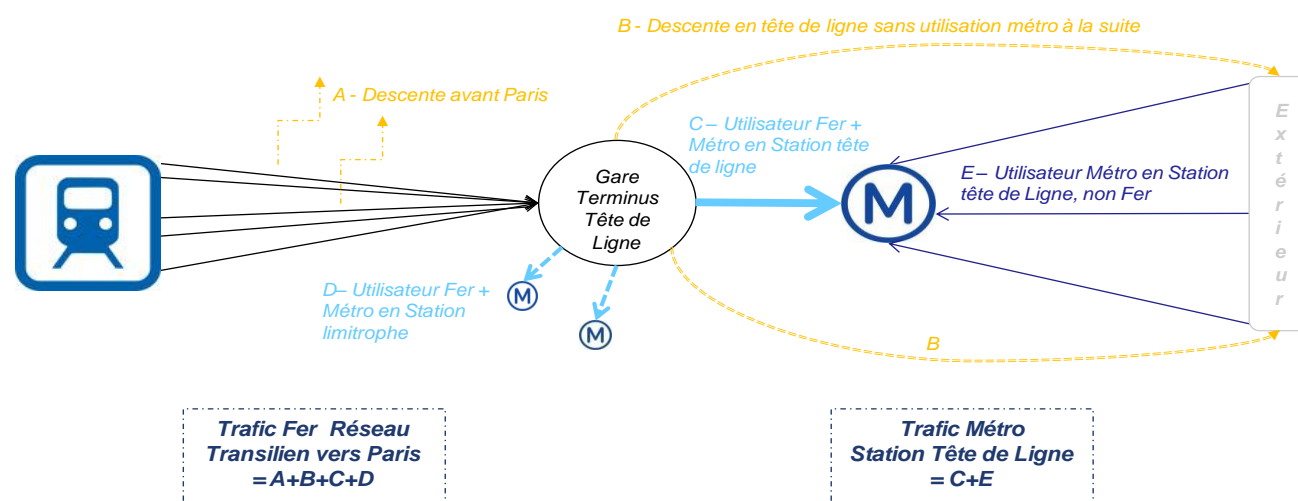 B - Descente en tête de ligne sans utilisation métro à la suite
A - Descente avant Paris
C – Utilisateur Fer +
Métro en Station tête
de ligne
Gare
Terminus
Tête de
Ligne
M
E – Utilisateur Métro en Station
tête de Ligne, non Fer
E
x
t
é
r
i
e
u
r
D– Utilisateur Fer +
Métro en Station
limitrophe
M
M
B
Trafic Fer Réseau
Transilien vers Paris
= A+B+C+D
Trafic Métro
Station Tête de Ligne
= C+E